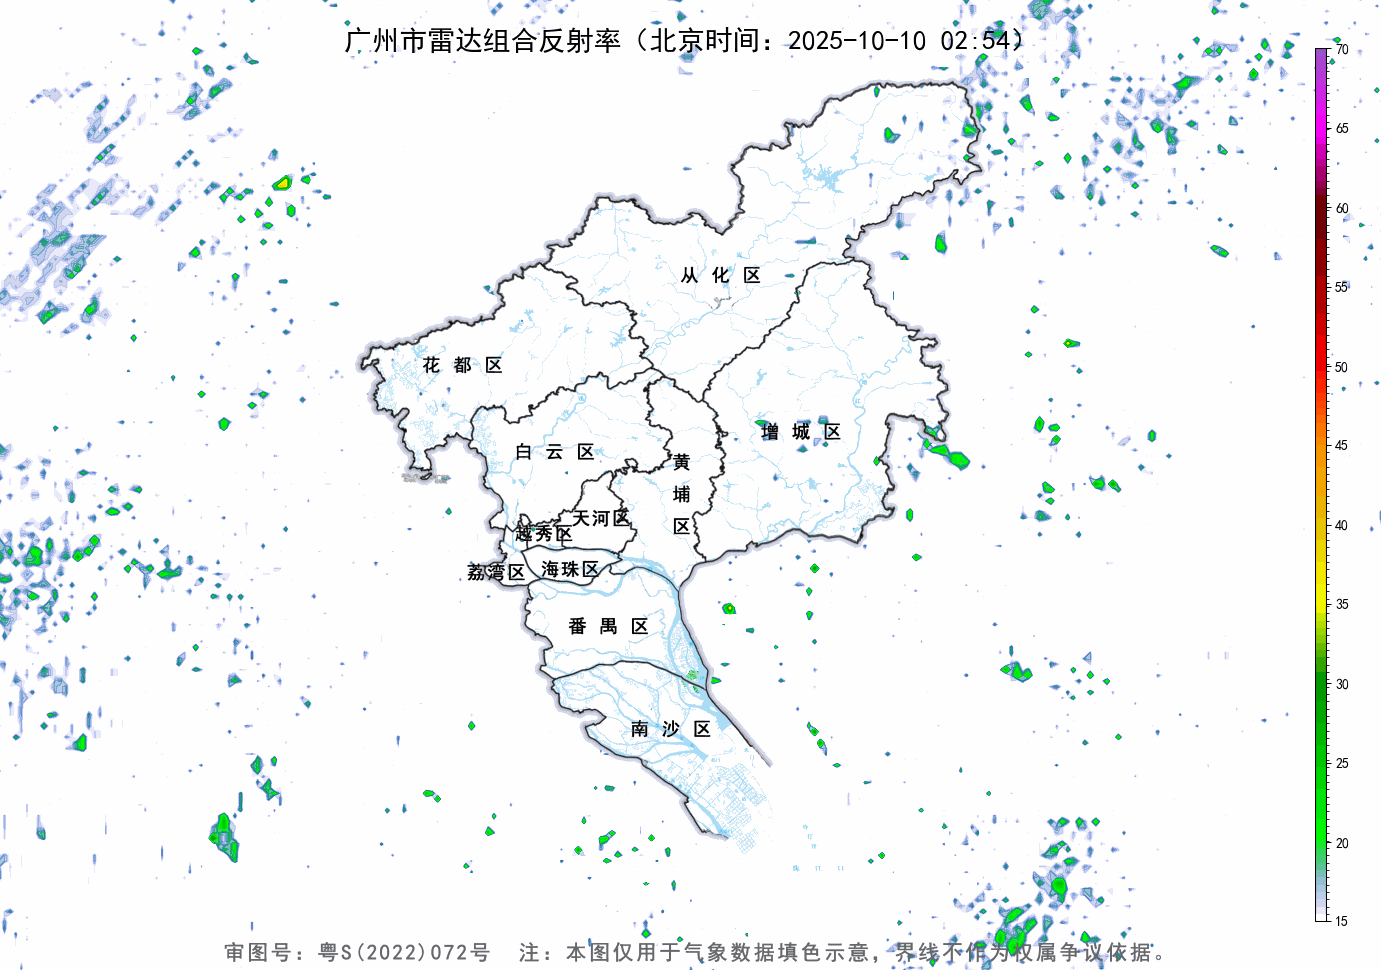 广州市雷达组合反射率（北京时间：2025-10-10 02:54）
70
65
60
55
50
45
40
35
30
25
20
15
从化区
花都区
增城区
白云区
黄埔区
天河区
越秀区
荔湾区
海珠区
番禺区
南沙区
审图号：粤S(2022)072号 注：本图仅用于气象数据填色示意，界线不作为权属争议依据。